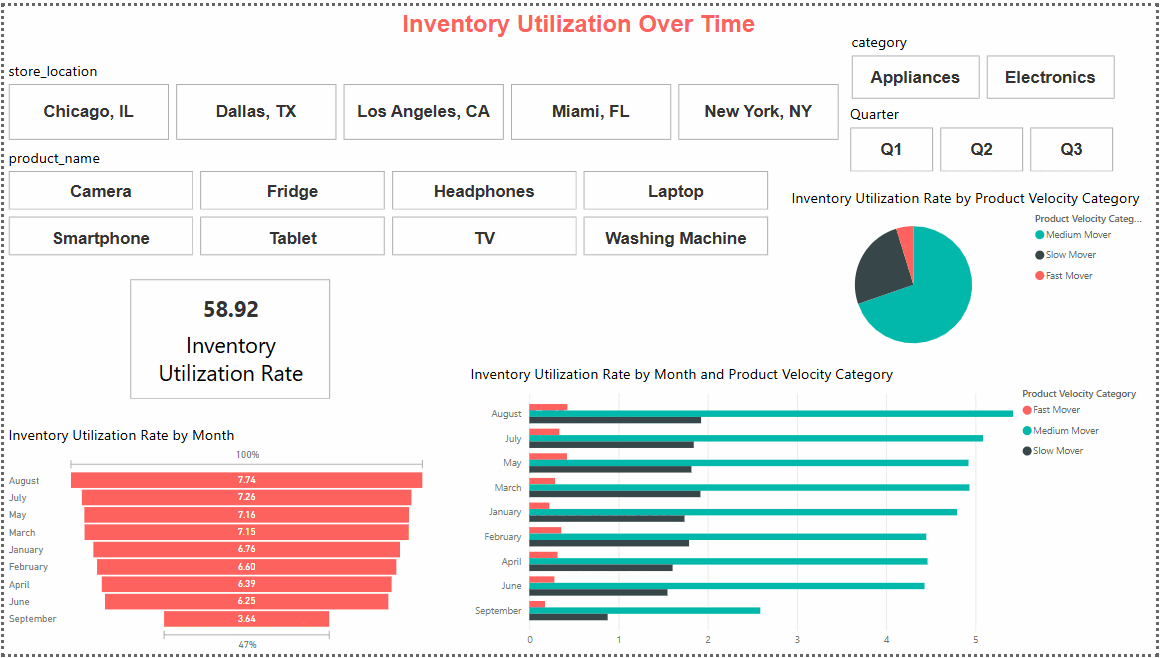 Inventory Utilization Over Time
store_location
Chicago, IL
Dallas, TX
Los Angeles, CA
Miami, FL
New York, NY
category
Appliances
Electronics
Quarter
Q1
Q2
Q3
product_name
Camera
Fridge
Headphones
Laptop
Smartphone
Tablet
TV
Washing Machine
58.92
Inventory
Utilization Rate
Inventory Utilization Rate by Product Velocity Category
Product Velocity Categ...
Medium Mover
Slow Mover
Fast Mover
Inventory Utilization Rate by Month
100%
August 7.74
July 7.26
May 7.16
March 7.15
January 6.76
February 6.60
April 6.39
June 6.25
September 3.64
47%
Inventory Utilization Rate by Month and Product Velocity Category
Product Velocity Category
Fast Mover
Medium Mover
Slow Mover
August
July
May
March
January
February
April
June
September
0 1 2 3 4 5